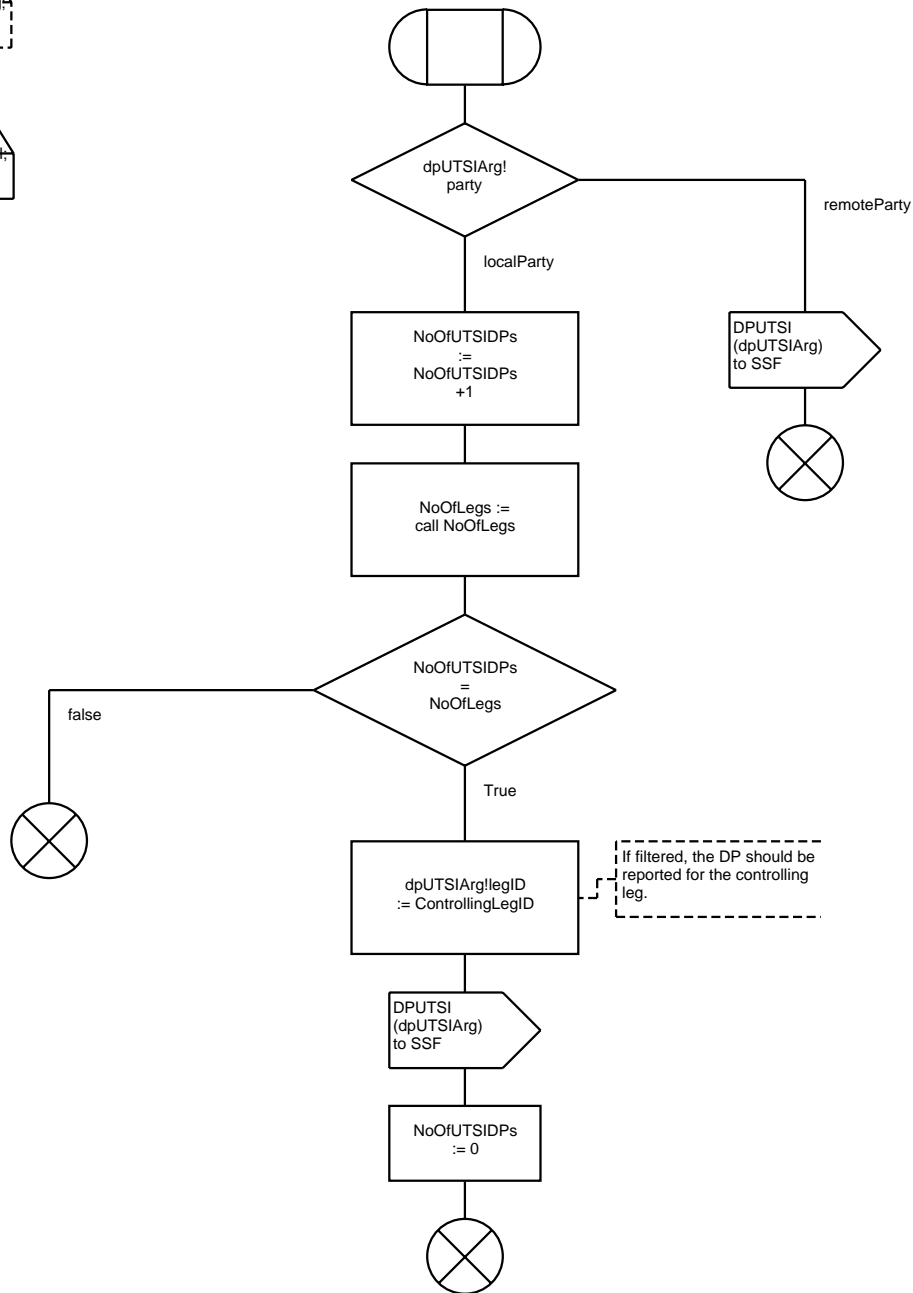 dpUTSIArg!
party
remoteParty
localParty
NoOfUTSIDPs
:=
NoOfUTSIDPs
+1
DPUTSI
(dpUTSIArg)
to SSF
NoOfLegs :=
call NoOfLegs
NoOfUTSIDPs
=
NoOfLegs
false
True
dpUTSIArg!legID
:= ControllingLegID
If filtered, the DP should be
reported for the controlling
leg.
DPUTSI
(dpUTSIArg)
to SSF
NoOfUTSIDPs
:= 0